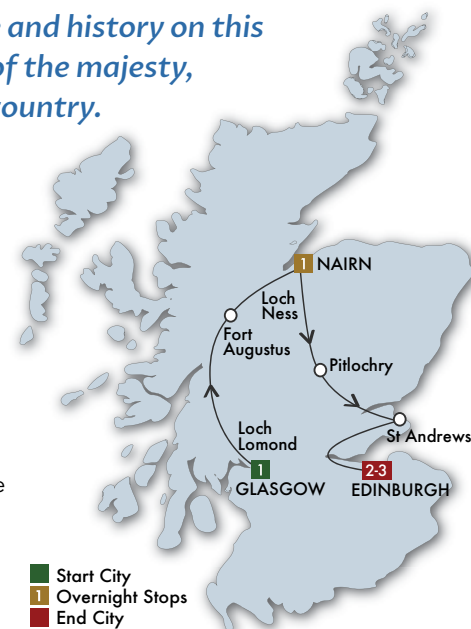 e and history on this
of the majesty,
country.
1 NAIRN
Loch
Ness
Fort
Augustus
Pitlochry
St Andrews
Loch
Lomond
1
GLASGOW
2-3
EDINBURGH
e
Start City
1 Overnight Stops
End City